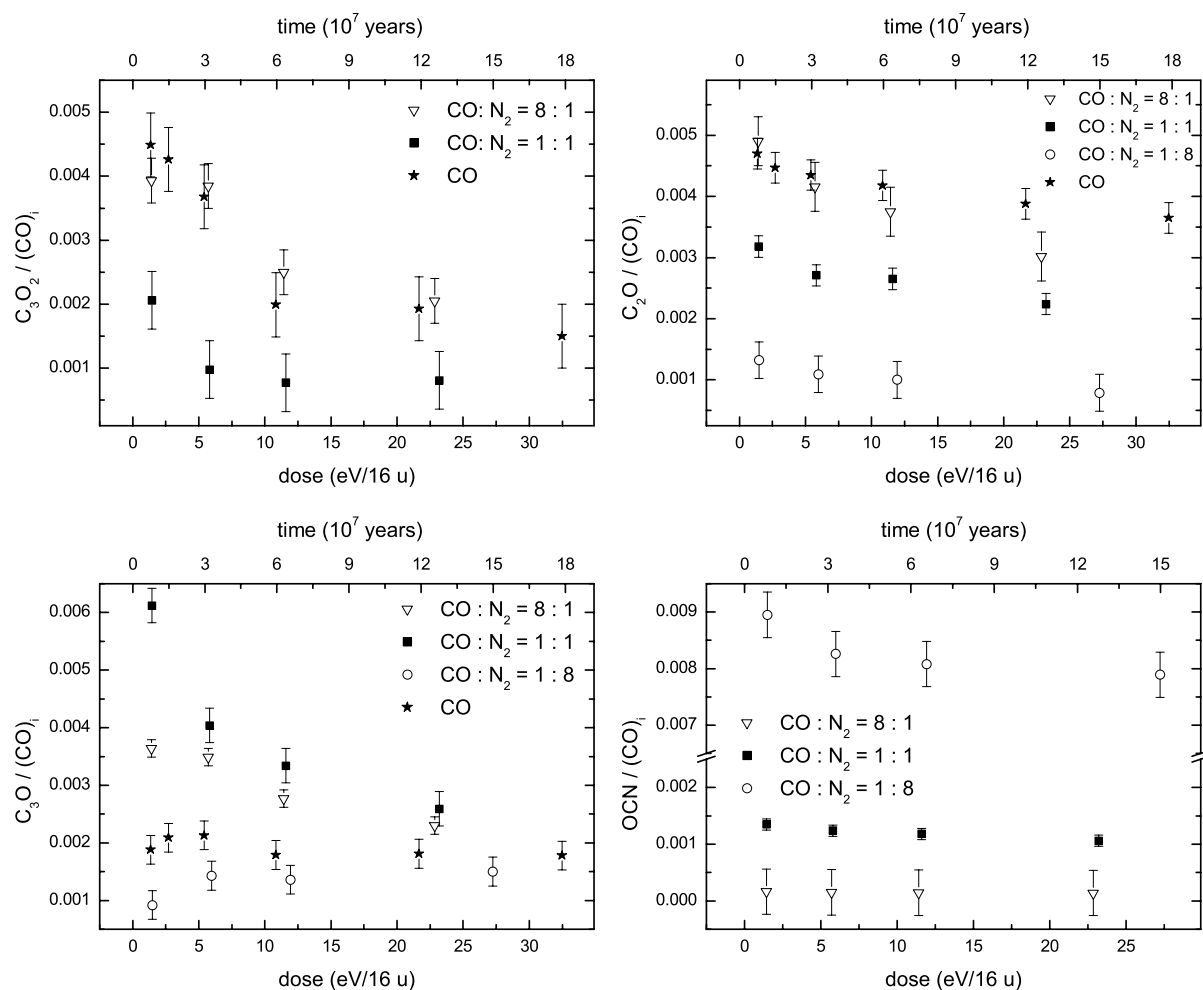 time (10^7 years)
0 3 6 9 12 15 18
C3O2 / (CO)i
0.005
0.004
0.003
0.002
0.001
CO: N2 = 8 : 1
CO: N2 = 1 : 1
CO
0 5 10 15 20 25 30
dose (eV/16 u)
time (10^7 years)
0 3 6 9 12 15 18
C2O / (CO)i
0.005
0.004
0.003
0.002
0.001
CO : N2 = 8 : 1
CO : N2 = 1 : 1
CO : N2 = 1 : 8
CO
0 5 10 15 20 25 30
dose (eV/16 u)
time (10^7 years)
0 3 6 9 12 15 18
C3O / (CO)i
0.006
0.005
0.004
0.003
0.002
0.001
CO : N2 = 8 : 1
CO : N2 = 1 : 1
CO : N2 = 1 : 8
CO
0 5 10 15 20 25 30
dose (eV/16 u)
time (10^7 years)
0 3 6 9 12 15
OCN / (CO)i
0.009
0.008
0.007
0.002
0.001
0.000
CO : N2 = 8 : 1
CO : N2 = 1 : 1
CO : N2 = 1 : 8
0 5 10 15 20 25
dose (eV/16 u)